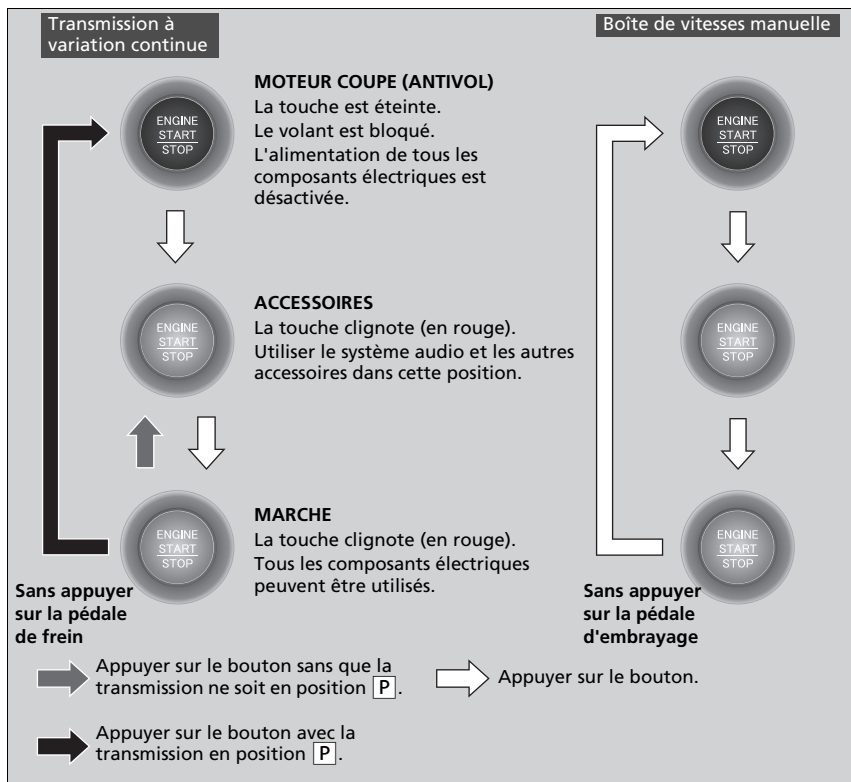 Transmission à
variation continue
Boîte de vitesses manuelle
ENGINE
START
STOP
MOTEUR COUPE (ANTIVOL)
La touche est éteinte.
Le volant est bloqué.
L'alimentation de tous les
composants électriques est
désactivée.
ENGINE
START
STOP
ENGINE
START
STOP
ACCESSOIRES
La touche clignote (en rouge).
Utiliser le système audio et les autres
accessoires dans cette position.
ENGINE
START
STOP
ENGINE
START
STOP
MARCHE
La touche clignote (en rouge).
Tous les composants électriques
peuvent être utilisés.
ENGINE
START
STOP
Sans appuyer
sur la pédale
de frein
Sans appuyer
sur la pédale
d'embrayage
Appuyer sur le bouton sans que la
transmission ne soit en position P.
Appuyer sur le bouton.
Appuyer sur le bouton avec la
transmission en position P.